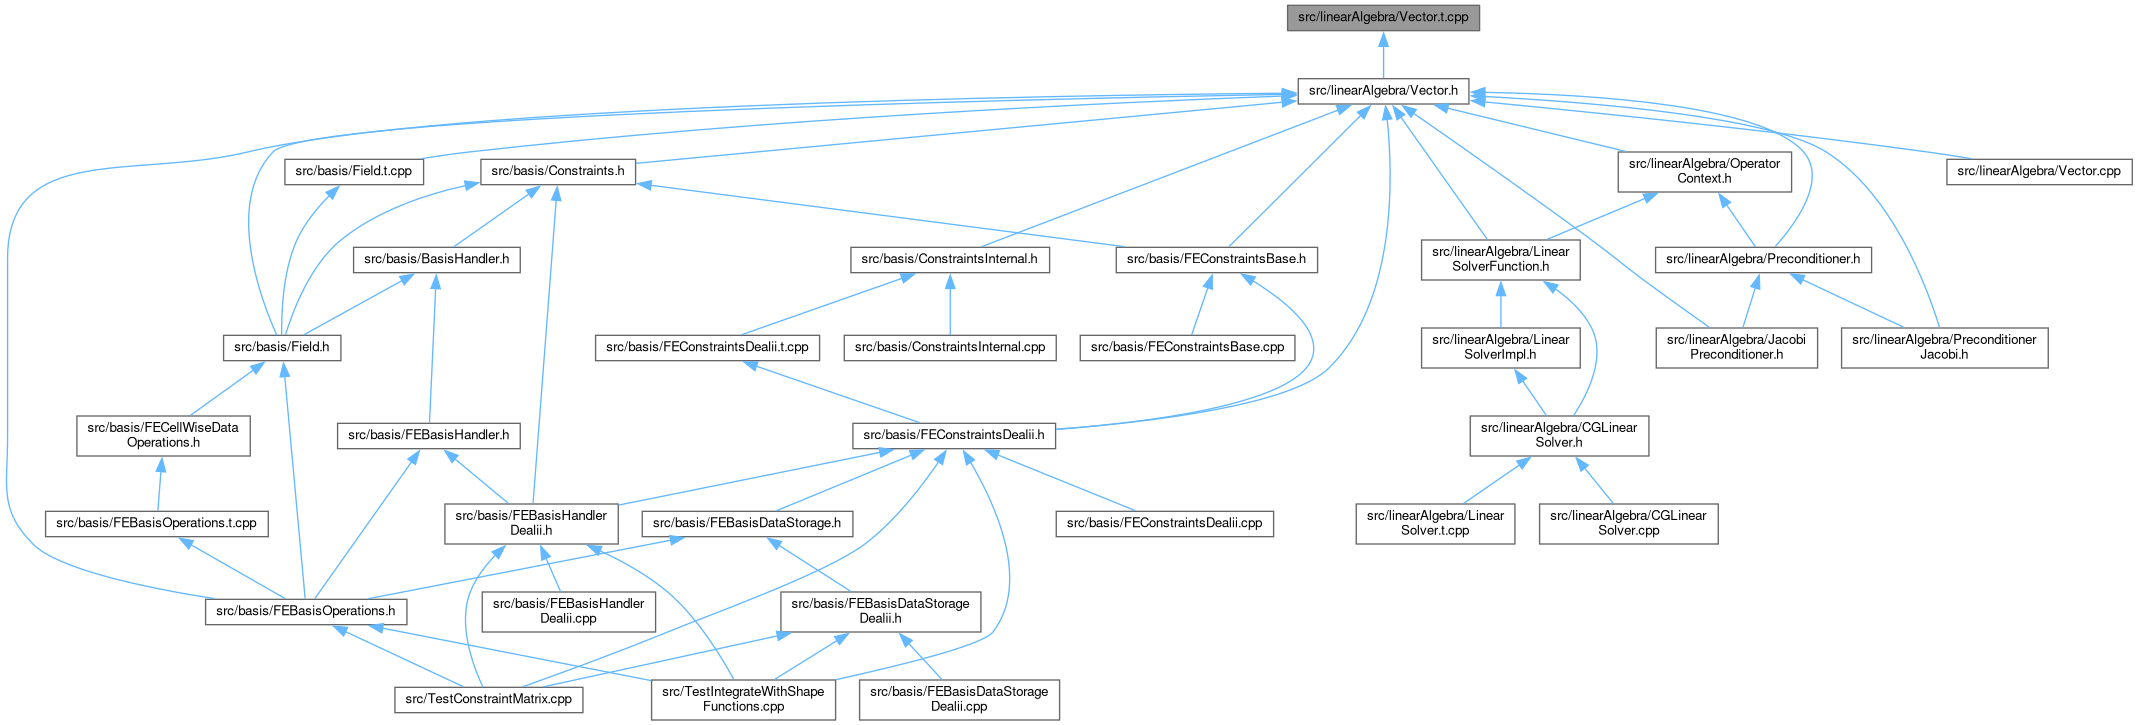 src/linearAlgebra/Vector.t.cpp
src/linearAlgebra/Vector.h
src/basis/Field.t.cpp
src/basis/Constraints.h
src/linearAlgebra/Operator
Context.h
src/linearAlgebra/Vector.cpp
src/basis/BasisHandler.h
src/basis/ConstraintsInternal.h
src/basis/FEConstraintsBase.h
src/linearAlgebra/Linear
SolverFunction.h
src/linearAlgebra/Preconditioner.h
src/basis/Field.h
src/basis/FEConstraintsDealii.t.cpp
src/basis/ConstraintsInternal.cpp
src/basis/FEConstraintsBase.cpp
src/linearAlgebra/Linear
SolverImpl.h
src/linearAlgebra/Jacobi
Preconditioner.h
src/linearAlgebra/Preconditioner
Jacobi.h
src/basis/FECellWiseData
Operations.h
src/basis/FEBasisHandler.h
src/basis/FEConstraintsDealii.h
src/linearAlgebra/CGLinear
Solver.h
src/basis/FEBasisOperations.t.cpp
src/basis/FEBasisHandler
Dealii.h
src/basis/FEBasisDataStorage.h
src/basis/FEConstraintsDealii.cpp
src/linearAlgebra/Linear
Solver.t.cpp
src/linearAlgebra/CGLinear
Solver.cpp
src/basis/FEBasisOperations.h
src/basis/FEBasisHandler
Dealii.cpp
src/basis/FEBasisDataStorage
Dealii.h
src/TestConstraintMatrix.cpp
src/TestIntegrateWithShape
Functions.cpp
src/basis/FEBasisDataStorage
Dealii.cpp